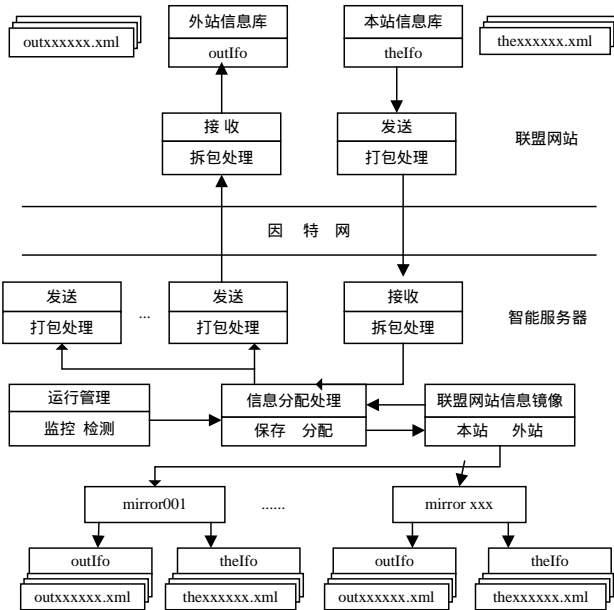 外站信息库
本站信息库
outxxxxxx.xml
outIfo
theIfo
thexxxxxx.xml
接 收
发送
拆包处理
打包处理
联盟网站
因 特 网
发送
发送
接收
打包处理
...
打包处理
拆包处理
智能服务器
运行管理
信息分配处理
联盟网站信息镜像
监控 检测
保存 分配
本站 外站
mirror001
......
mirror xxx
outIfo
theIfo
outIfo
theIfo
outxxxxxx.xml
thexxxxxx.xml
outxxxxxx.xml
thexxxxxx.xml